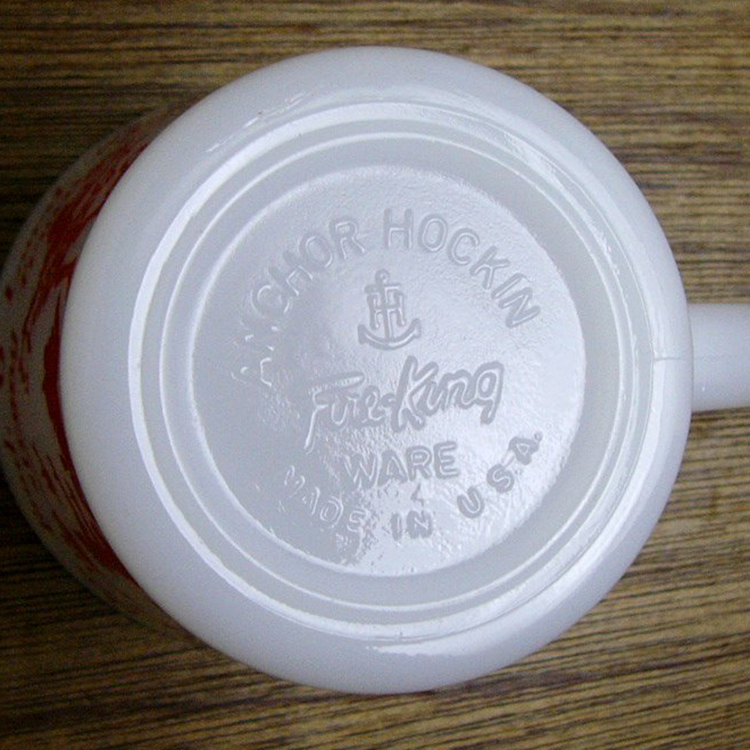 ANCHOR HOCKIN
H
Fire-King
WARE
4
MADE IN U.S.A.